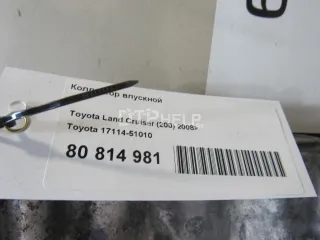 Коллектор впускной
Toyota Land Cruiser (200) 2008>
Toyota 17114-51010
80 814 981